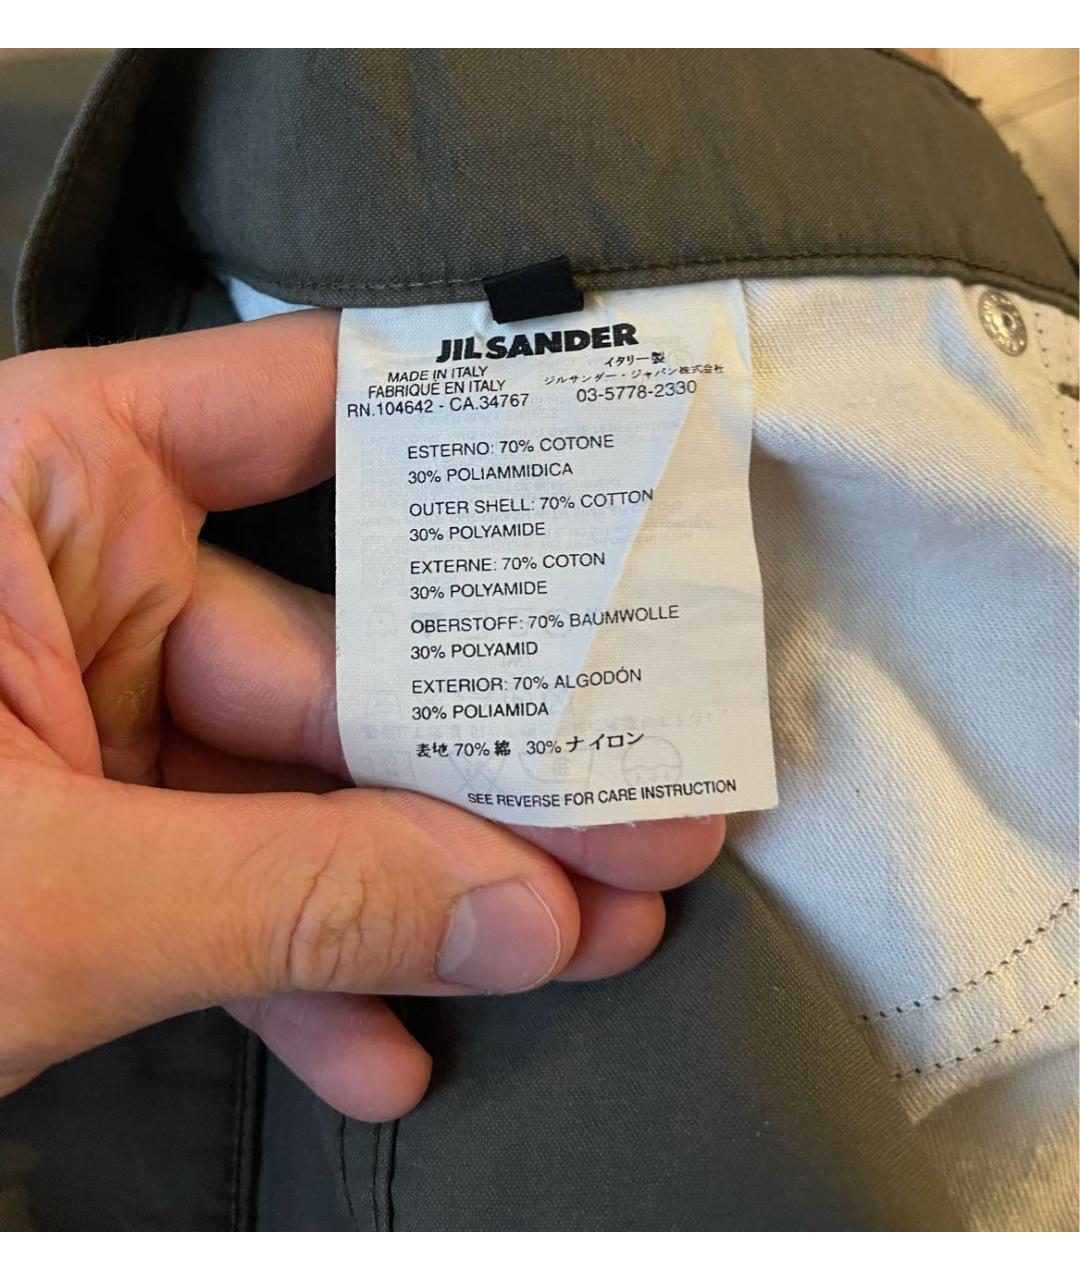 JIL SANDER
MADE IN ITALY
FABRIQUÉ EN ITALY
RN.104642 - CA.34767
イタリー製
ジルサンダー・ジャパン株式会社
03-5778-2330
ESTERNO: 70% COTONE
30% POLIAMMIDICA
OUTER SHELL: 70% COTTON
30% POLYAMIDE
EXTERNE: 70% COTON
30% POLYAMIDE
OBERSTOFF: 70% BAUMWOLLE
30% POLYAMID
EXTERIOR: 70% ALGODÓN
30% POLIAMIDA
表地 70% 綿 30% ナイロン
SEE REVERSE FOR CARE INSTRUCTION